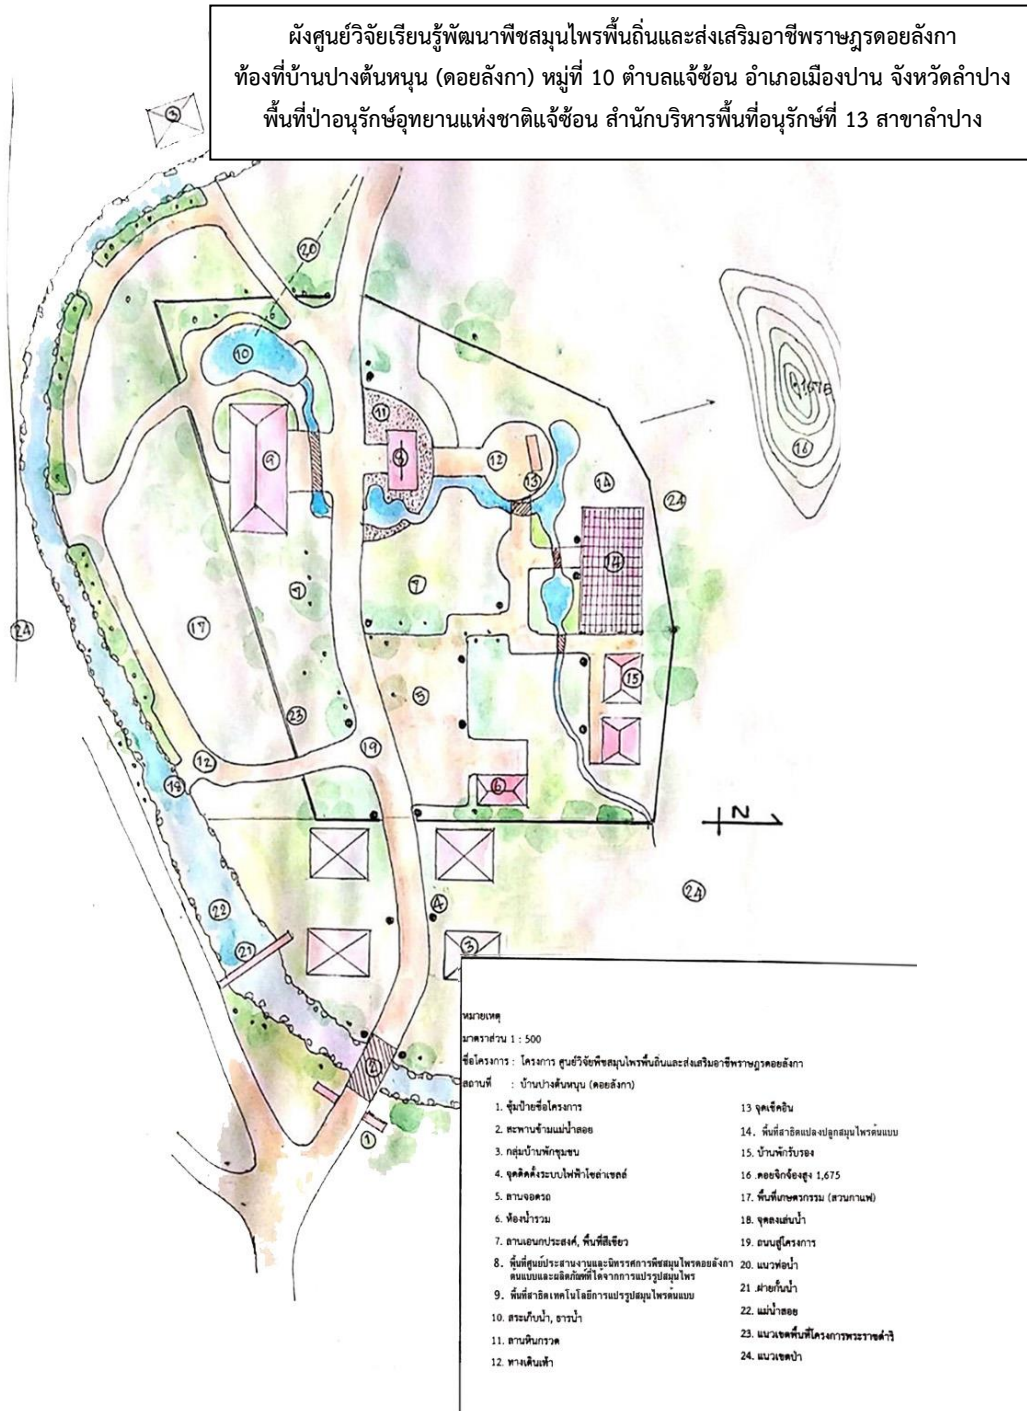 ผังศูนย์วิจัยเรียนรู้พัฒนาพืชสมุนไพรพื้นถิ่นและส่งเสริมอาชีพราษฎรดอยลังกา
ท้องที่บ้านปางต้นหนุน (ดอยลังกา) หมู่ที่ 10 ตำบลแจ้ซ้อน อำเภอเมืองปาน จังหวัดลำปาง
พื้นที่ป่าอนุรักษ์อุทยานแห่งชาติแจ้ซ้อน สำนักบริหารพื้นที่อนุรักษ์ที่ 13 สาขาลำปาง
3
20
10
11
9
12
13
14
16
24
14
7
7
17
24
15
5
23
19
12
18
6
N
24
22
4
21
3
2
1
หมายเหตุ
มาตราส่วน 1 : 500
ชื่อโครงการ : โครงการ ศูนย์วิจัยพืชสมุนไพรพื้นถิ่นและส่งเสริมอาชีพราษฎรดอยลังกา
สถานที่ : บ้านปางต้นหนุน (ดอยลังกา)
1. ซุ้มป้ายชื่อโครงการ
2. สะพานข้ามแม่น้ำสอย
3. กลุ่มบ้านพักชุมชน
4. จุดติดตั้งระบบไฟฟ้าโซล่าเซลล์
5. ลานจอดรถ
6. ห้องน้ำรวม
7. ลานเอนกประสงค์, พื้นที่สีเขียว
8. พื้นที่ศูนย์ประสานงานและนิทรรศการพืชสมุนไพรดอยลังกา
ต้นแบบและผลิตภัณฑ์ที่ได้จากการแปรรูปสมุนไพร
9. พื้นที่สาธิตเทคโนโลยีการแปรรูปสมุนไพรต้นแบบ
10. สระเก็บน้ำ, ธารน้ำ
11. ลานหินกรวด
12. ทางเดินเท้า
13 จุดเช็คอิน
14. พื้นที่สาธิตแปลงปลูกสมุนไพรต้นแบบ
15. บ้านพักรับรอง
16 ดอยจิกจ้องสูง 1,675
17. พื้นที่เกษตรกรรม (สวนกาแฟ)
18. จุดลงเล่นน้ำ
19. ถนนสู่โครงการ
20. แนวท่อน้ำ
21 .ฝายกั้นน้ำ
22. แม่น้ำสอย
23. แนวเขตพื้นที่โครงการพระราชดำริ
24. แนวเขตป่า